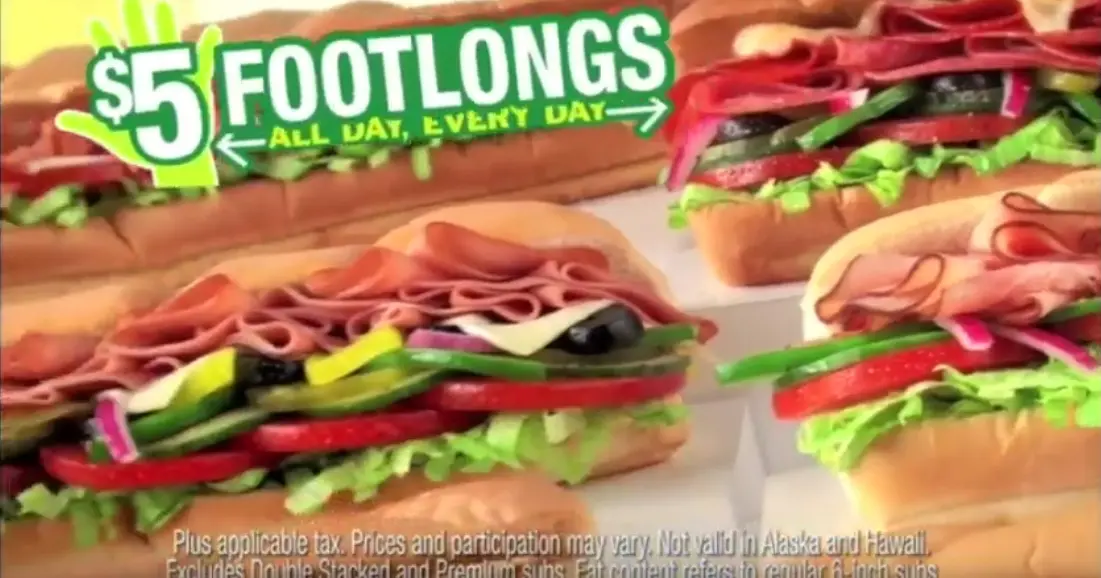 $5 FOOTLONGS
ALL DAY, EVERY DAY
Plus applicable tax. Prices and participation may vary. Not valid in Alaska and Hawaii.
Excludes Double Stacked and Premium subs. Fat content refers to regular 6-inch subs